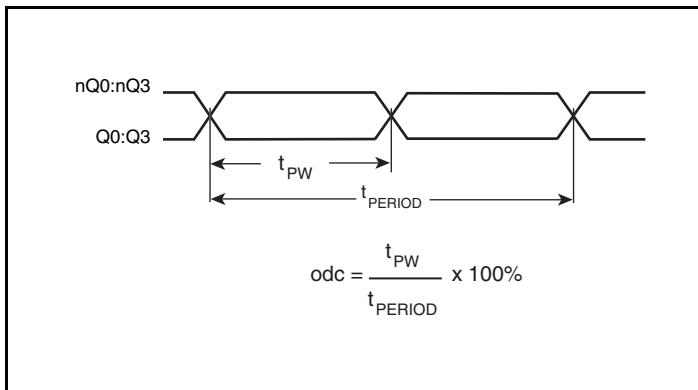 nQ0:nQ3
Q0:Q3
tPW
tPERIOD
odc = tPW / tPERIOD x 100%